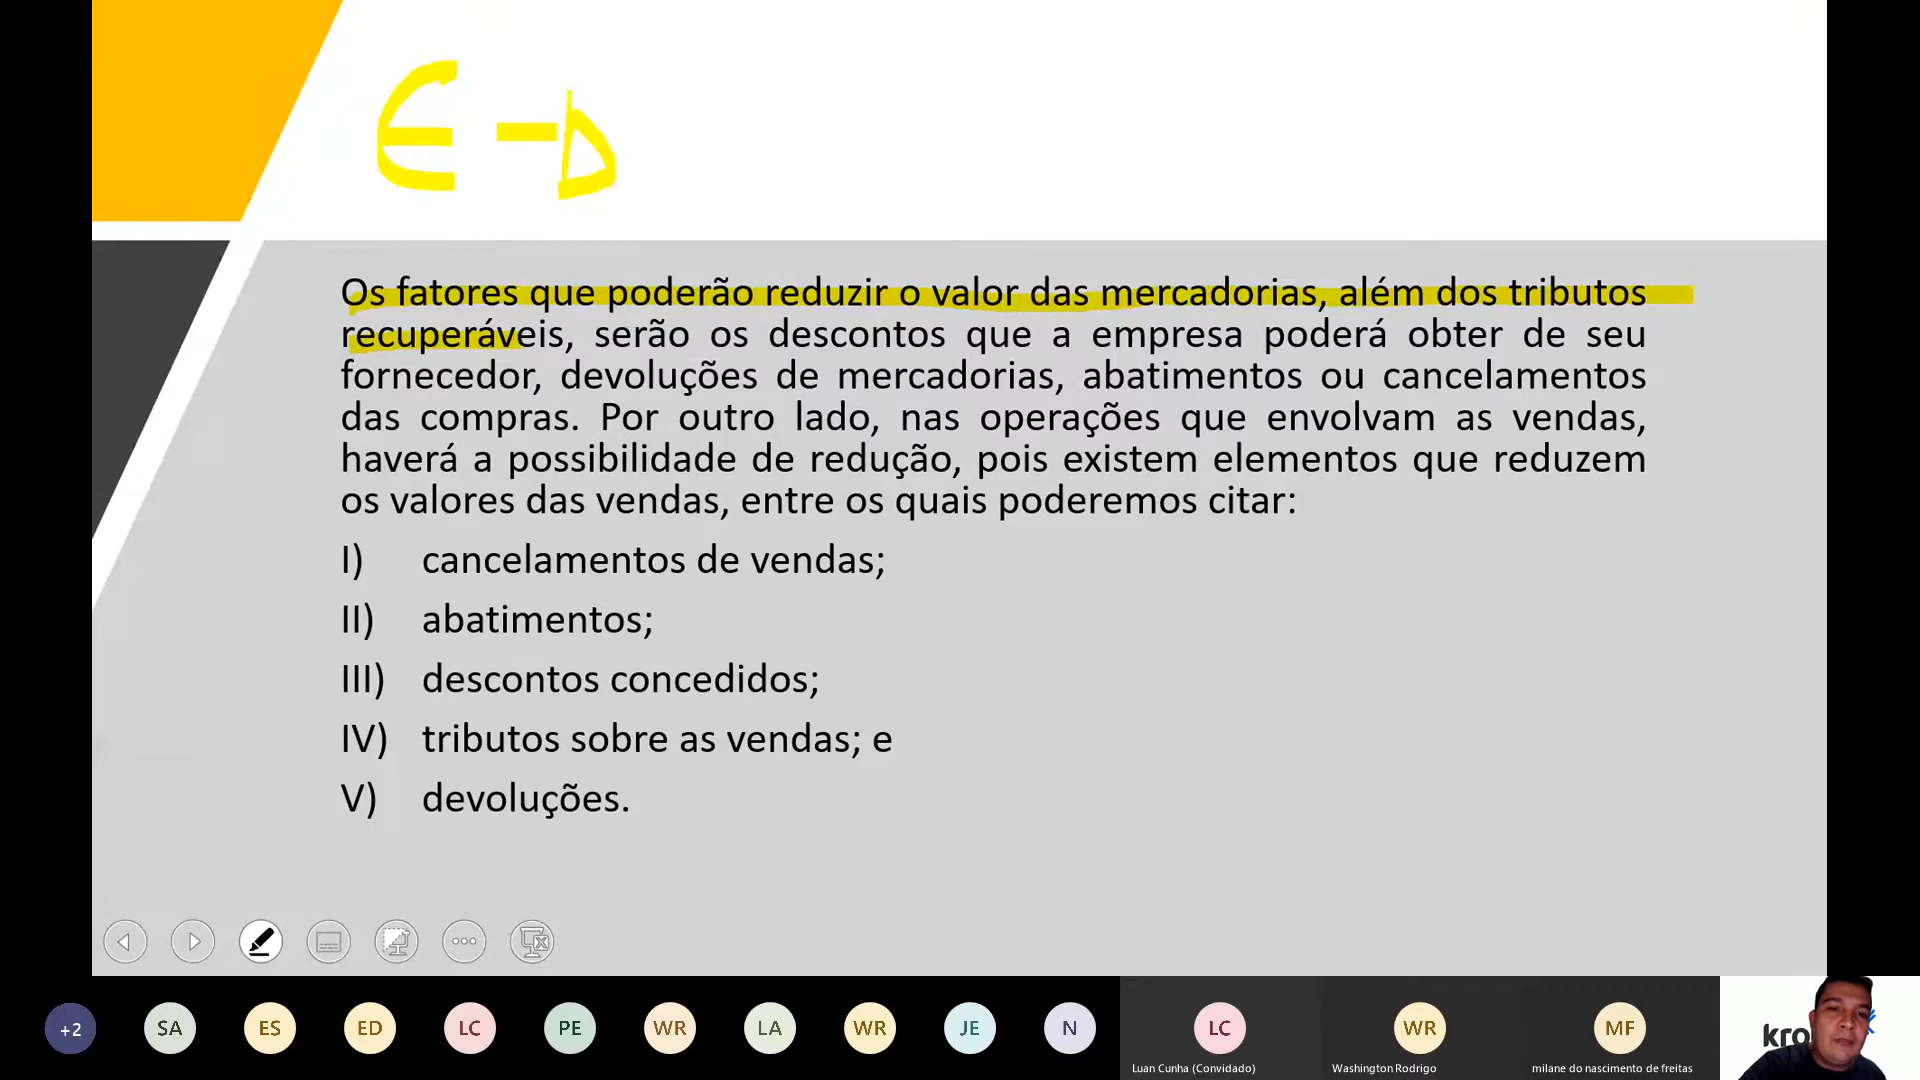 E - D
Os fatores que poderão reduzir o valor das mercadorias, além dos tributos
recuperáveis, serão os descontos que a empresa poderá obter de seu
fornecedor, devoluções de mercadorias, abatimentos ou cancelamentos
das compras. Por outro lado, nas operações que envolvam as vendas,
haverá a possibilidade de redução, pois existem elementos que reduzem
os valores das vendas, entre os quais poderemos citar:
I) cancelamentos de vendas;
II) abatimentos;
III) descontos concedidos;
IV) tributos sobre as vendas; e
V) devoluções.
+2 SA ES ED LC PE WR LA WR JE N LC WR MF
kro
Luan Cunha (Convidado) Washington Rodrigo milane do nascimento de freitas